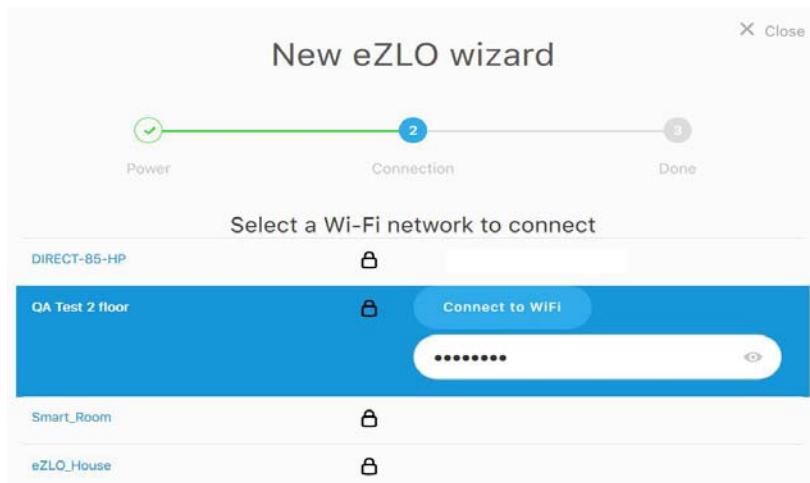 Close
New eZLO wizard
2
3
Power
Connection
Done
Select a Wi-Fi network to connect
DIRECT-85-HP
QA Test 2 floor
Connect to WiFi
••••••••
Smart_Room
eZLO_House